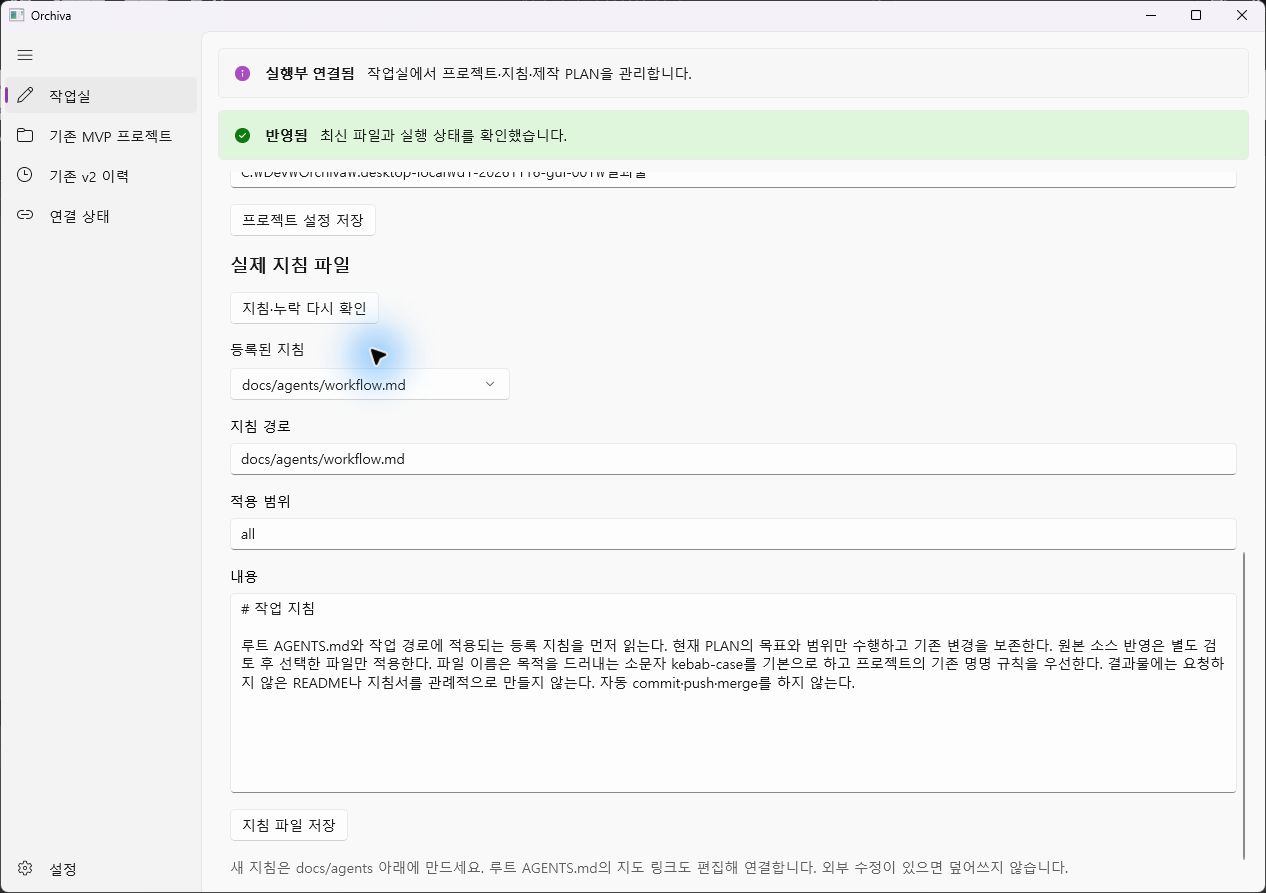 Orchiva
실행부 연결됨 작업실에서 프로젝트·지침·제작 PLAN을 관리합니다.
작업실
반영됨 최신 파일과 실행 상태를 확인했습니다.
기존 MVP 프로젝트
기존 v2 이력
연결 상태
프로젝트 설정 저장
실제 지침 파일
지침·누락 다시 확인
등록된 지침
docs/agents/workflow.md
지침 경로
docs/agents/workflow.md
적용 범위
all
내용
# 작업 지침
루트 AGENTS.md와 작업 경로에 적용되는 등록 지침을 먼저 읽는다. 현재 PLAN의 목표와 범위만 수행하고 기존 변경을 보존한다. 원본 소스 반영은 별도 검
토 후 선택한 파일만 적용한다. 파일 이름은 목적을 드러내는 소문자 kebab-case를 기본으로 하고 프로젝트의 기존 명명 규칙을 우선한다. 결과물에는 요청하
지 않은 README나 지침서를 관례적으로 만들지 않는다. 자동 commit·push·merge를 하지 않는다.
지침 파일 저장
새 지침은 docs/agents 아래에 만드세요. 루트 AGENTS.md의 지도 링크도 편집해 연결합니다. 외부 수정이 있으면 덮어쓰지 않습니다.
설정